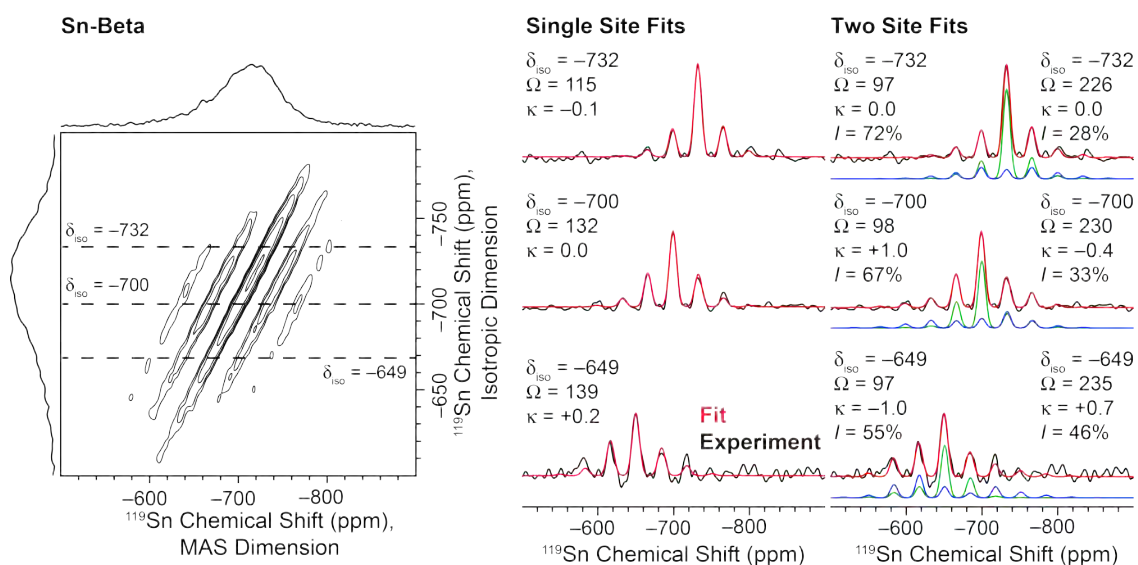 Sn-Beta
δiso = −732
δiso = −700
δiso = −649
−600
−700
−800
¹¹⁹Sn Chemical Shift (ppm),
MAS Dimension
−750
−700
−650
¹¹⁹Sn Chemical Shift (ppm),
Isotropic Dimension
Single Site Fits
δiso = −732
Ω = 115
κ = −0.1
δiso = −700
Ω = 132
κ = 0.0
δiso = −649
Ω = 139
κ = +0.2
Fit
Experiment
−600
−700
−800
¹¹⁹Sn Chemical Shift (ppm)
Two Site Fits
δiso = −732
Ω = 97
κ = 0.0
I = 72%
δiso = −732
Ω = 226
κ = 0.0
I = 28%
δiso = −700
Ω = 98
κ = +1.0
I = 67%
δiso = −700
Ω = 230
κ = −0.4
I = 33%
δiso = −649
Ω = 97
κ = −1.0
I = 55%
δiso = −649
Ω = 235
κ = +0.7
I = 46%
−600
−700
−800
¹¹⁹Sn Chemical Shift (ppm)